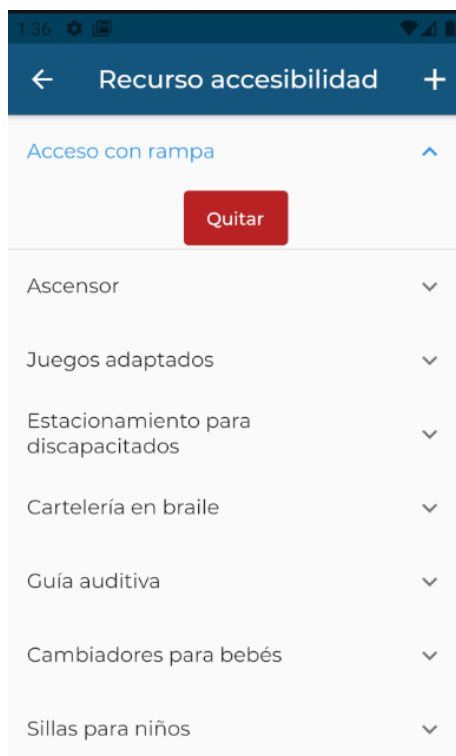 1:36
Recurso accesibilidad
Acceso con rampa
Quitar
Ascensor
Juegos adaptados
Estacionamiento para
discapacitados
Cartelería en braile
Guía auditiva
Cambiadores para bebés
Sillas para niños